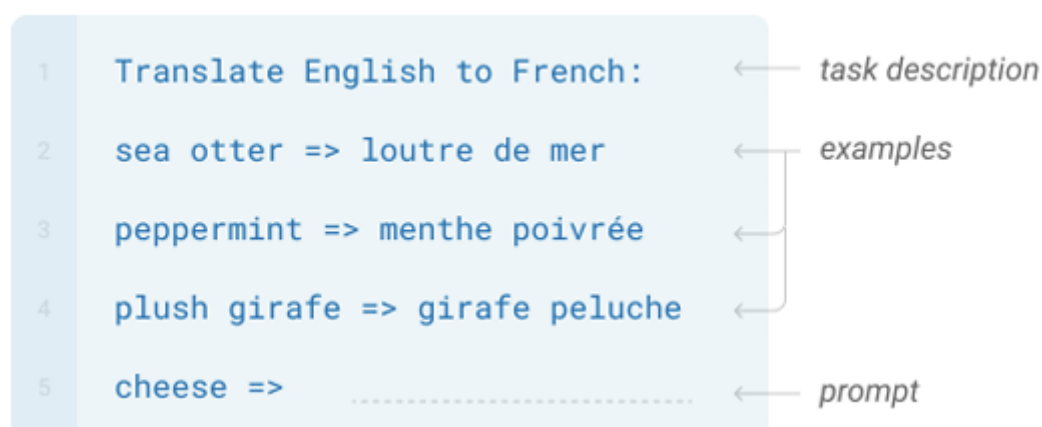 1 Translate English to French: task description
2 sea otter => loutre de mer examples
3 peppermint => menthe poivrée
4 plush girafe => girafe peluche
5 cheese => prompt